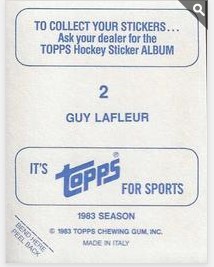 TO COLLECT YOUR STICKERS...
Ask your dealer for the
TOPPS Hockey Sticker ALBUM
2
GUY LAFLEUR
IT'S
topps®
FOR SPORTS
1983 SEASON
© 1983 TOPPS CHEWING GUM, INC.
MADE IN ITALY
BEND HERE
PEEL BACK